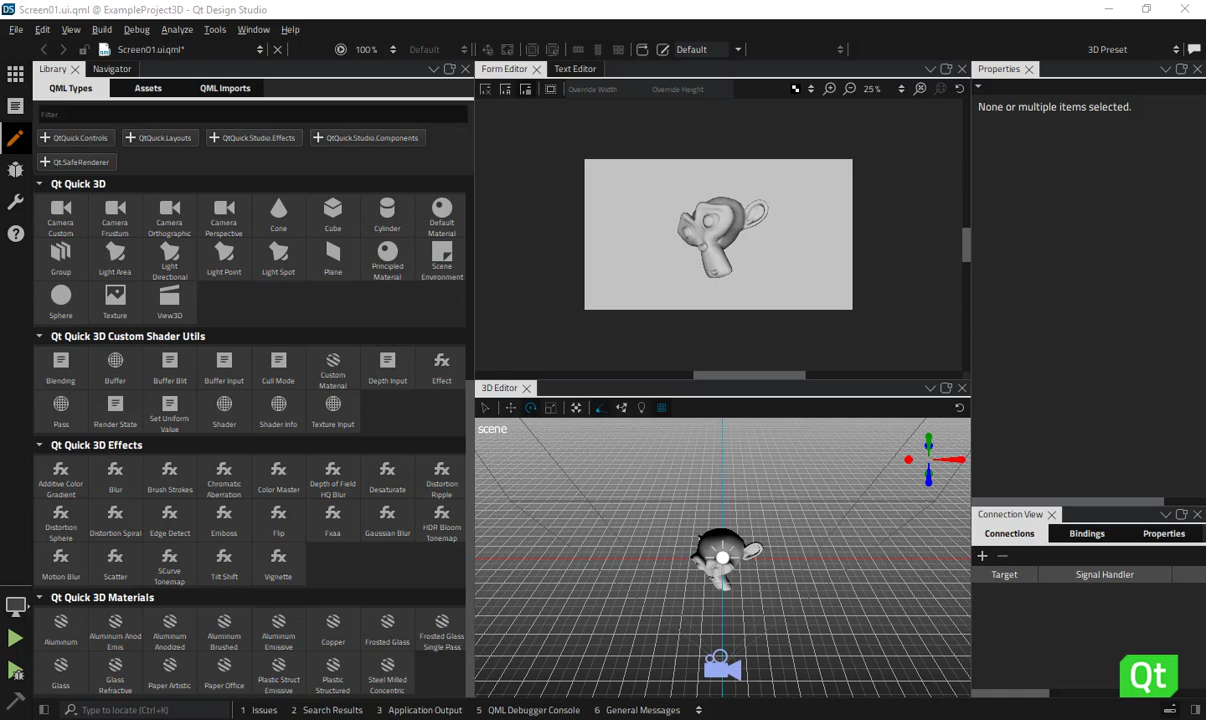 Screen01.ui.qml @ ExampleProject3D - Qt Design Studio
File Edit View Build Debug Analyze Tools Window Help
Screen01.ui.qml* 100% Default Default 3D Preset
Library Navigator
QML Types Assets QML Imports
Filter
QtQuick.Controls QtQuick.Layouts QtQuick.Studio.Effects QtQuick.Studio.Components
Qt.SafeRenderer
Qt Quick 3D
Camera Custom Camera Frustum Camera Orthographic Camera Perspective Cone Cube Cylinder Default Material
Group Light Area Light Directional Light Point Light Spot Plane Principled Material Scene Environment
Sphere Texture View3D
Qt Quick 3D Custom Shader Utils
Blending Buffer Buffer Blit Buffer Input Cull Mode Custom Material Depth Input Effect
Pass Render State Set Uniform Value Shader Shader Info Texture Input
Qt Quick 3D Effects
Additive Color Gradient Blur Brush Strokes Chromatic Aberration Color Master Depth of Field HQ Blur Desaturate Distortion Ripple
Distortion Sphere Distortion Spiral Edge Detect Emboss Flip Fxaa Gaussian Blur HDR Bloom Tonemap
Motion Blur Scatter SCurve Tonemap Tilt Shift Vignette
Qt Quick 3D Materials
Aluminum Aluminum Anod Emis Aluminum Anodized Aluminum Brushed Aluminum Emissive Copper Frosted Glass Frosted Glass Single Pass
Glass Glass Refractive Paper Artistic Paper Office Plastic Struct Emissive Plastic Structured Steel Milled Concentric
Form Editor Text Editor
Override Width Override Height 25%
3D Editor
scene
Properties
None or multiple items selected.
Connection View
Connections Bindings Properties
Target Signal Handler
Qt
Type to locate (Ctrl+K) 1 Issues 2 Search Results 3 Application Output 5 QML Debugger Console 6 General Messages